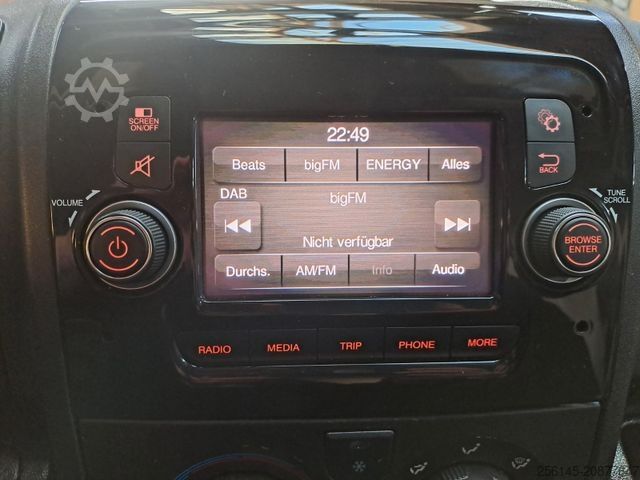 22:49
SCREEN
ON/OFF
Beats bigFM ENERGY Alles
DAB
bigFM
BACK
VOLUME
TUNE
SCROLL
Nicht verfügbar
BROWSE
ENTER
Durchs. AM/FM Info Audio
RADIO MEDIA TRIP PHONE MORE